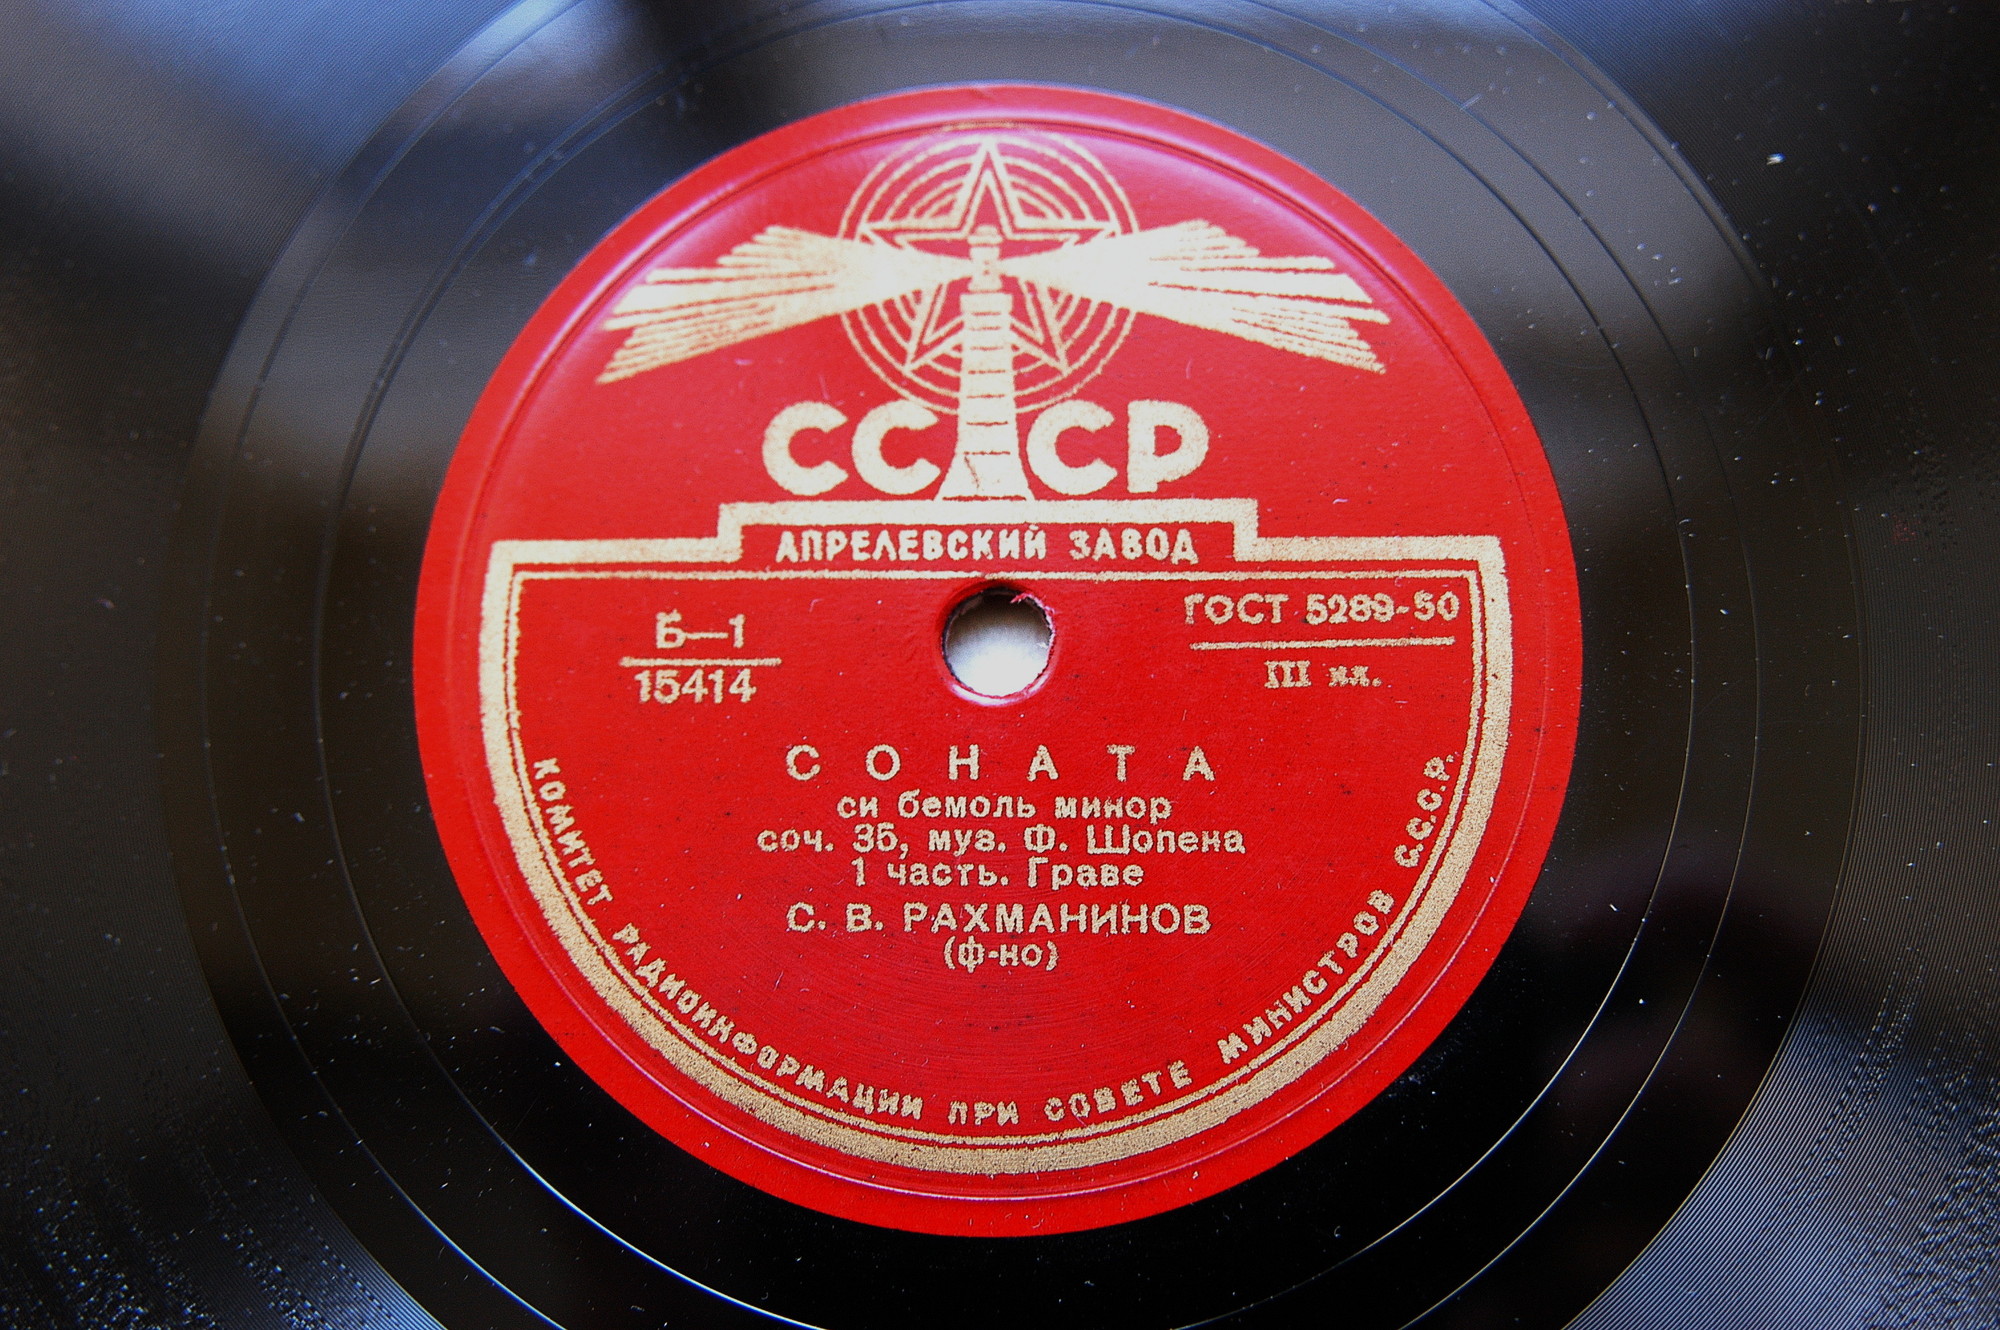 СССР
АПРЕЛЕВСКИЙ ЗАВОД
Б—1
15414
ГОСТ 5289-50
III кл.
СОНАТА
си бемоль минор
соч. 35, муз. Ф. Шопена
1 часть. Граве
С. В. РАХМАНИНОВ
(ф-но)
КОМИТЕТ РАДИОИНФОРМАЦИИ ПРИ СОВЕТЕ МИНИСТРОВ С.С.С.Р.